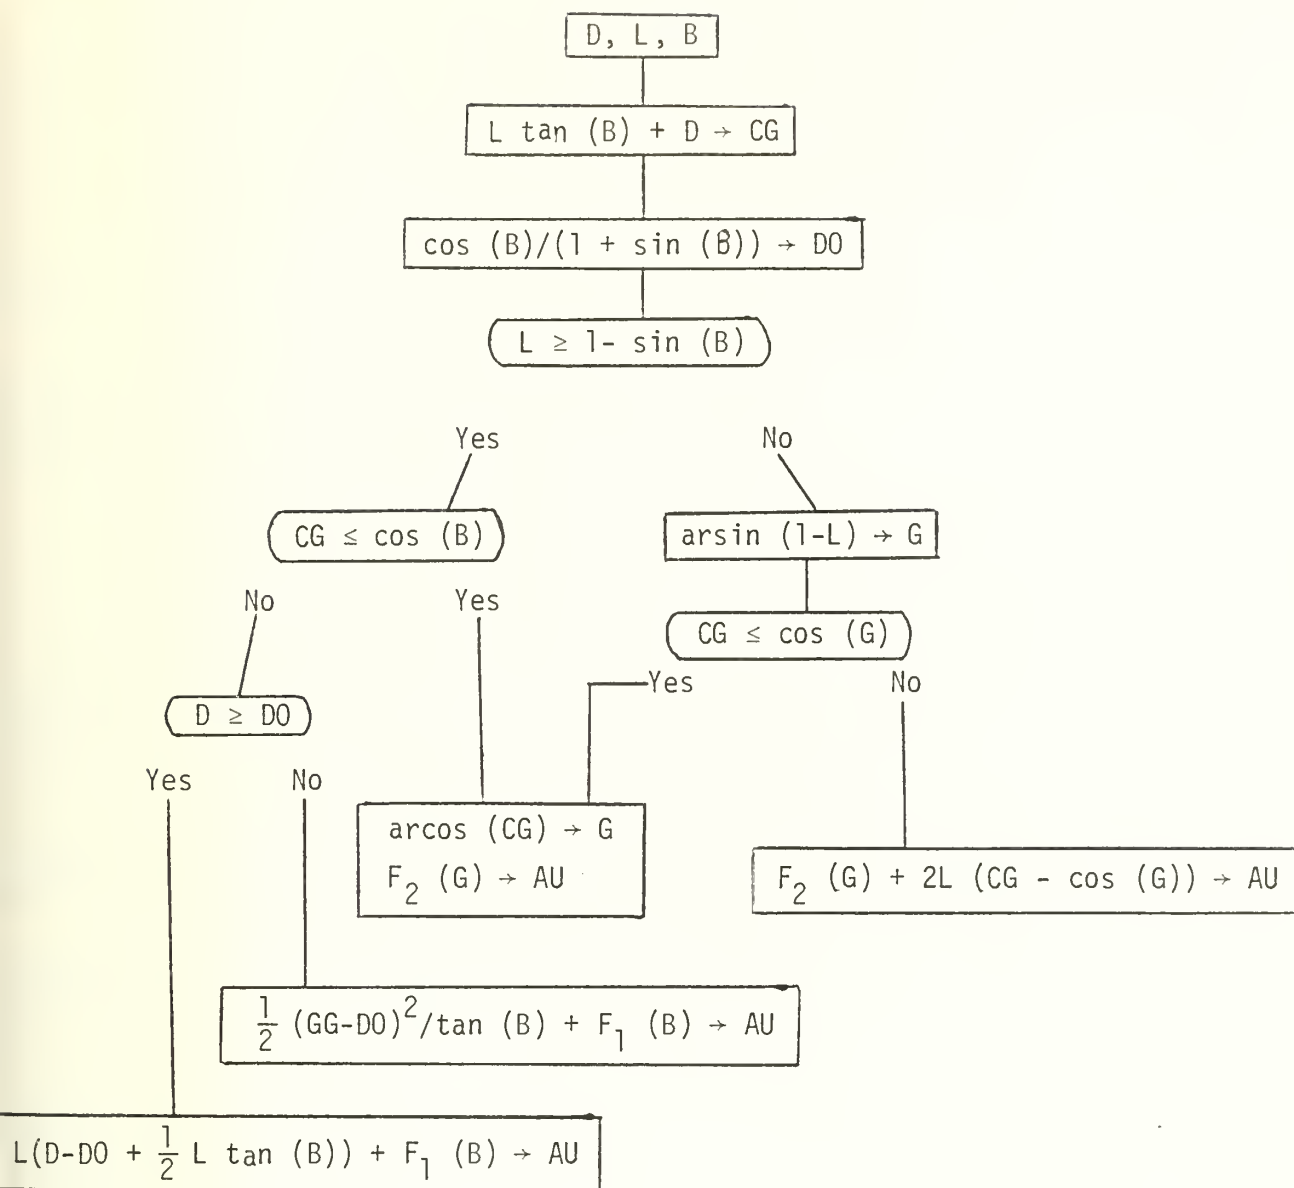 D, L, B
L tan (B) + D → CG
cos (B)/(1 + sin (B)) → DO
L ≥ 1- sin (B)
Yes No
CG ≤ cos (B) arsin (1-L) → G
No Yes CG ≤ cos (G)
Yes No
D ≥ DO
Yes No
arcos (CG) → G
F₂ (G) → AU
F₂ (G) + 2L (CG - cos (G)) → AU
½ (GG-DO)²/tan (B) + F₁ (B) → AU
L(D-DO + ½ L tan (B)) + F₁ (B) → AU